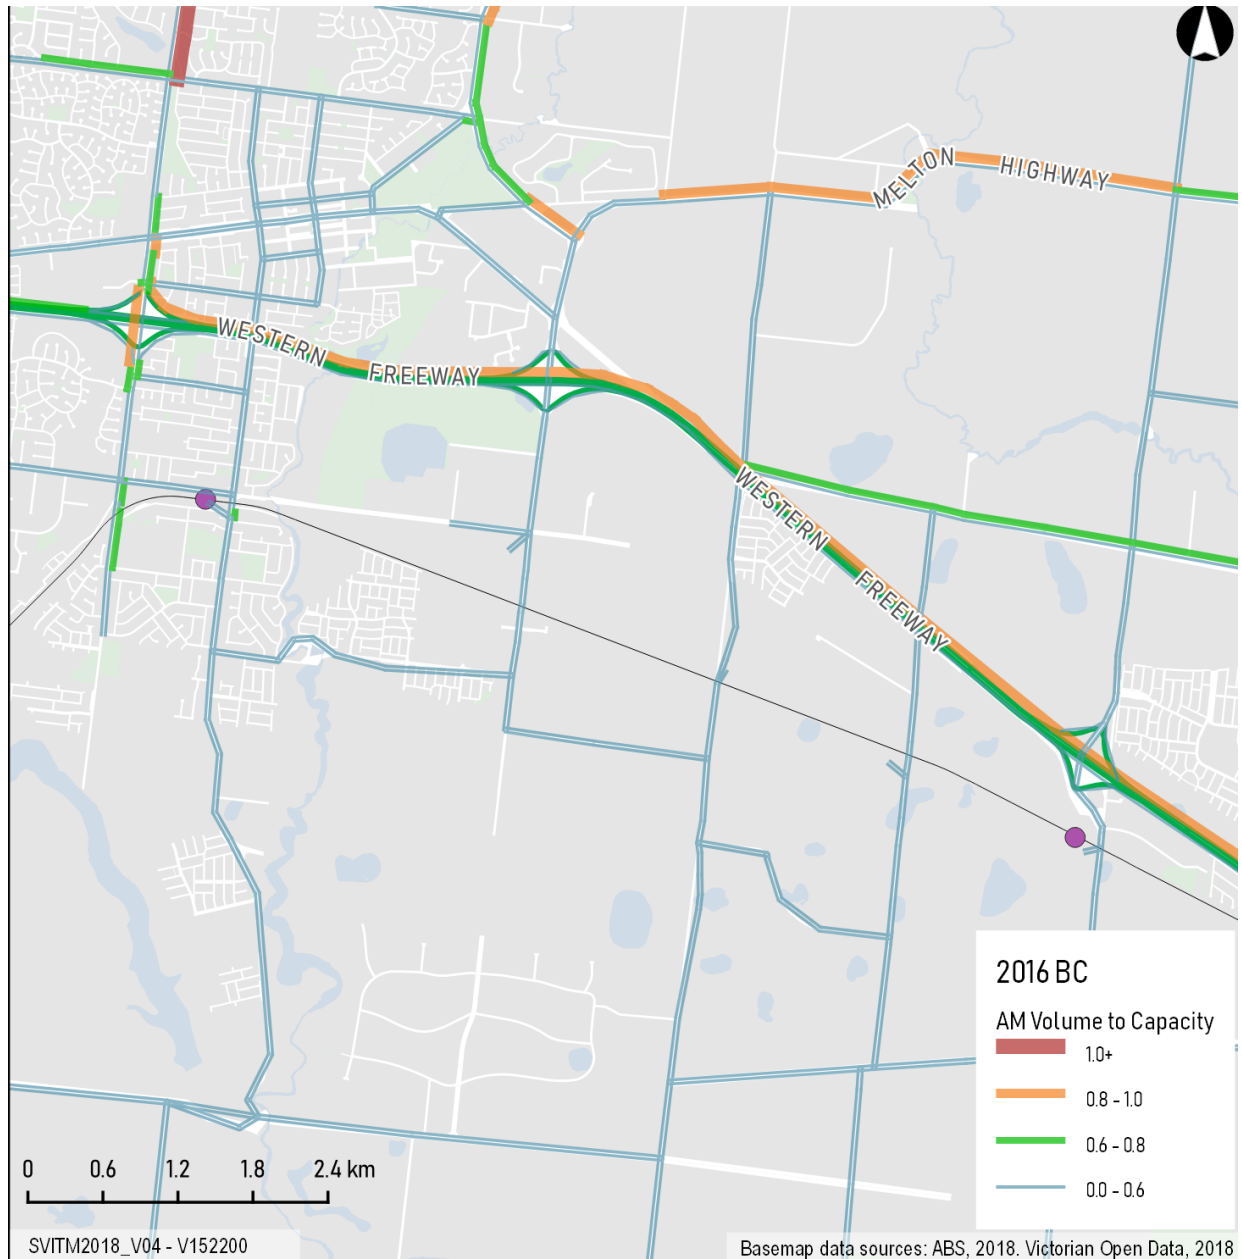 MELTON HIGHWAY
WESTERN FREEWAY
WESTERN FREEWAY
2016 BC
AM Volume to Capacity
1.0+
0.8 - 1.0
0.6 - 0.8
0.0 - 0.6
0 0.6 1.2 1.8 2.4 km
SVITM2018_V04 - V152200
Basemap data sources: ABS, 2018. Victorian Open Data, 2018